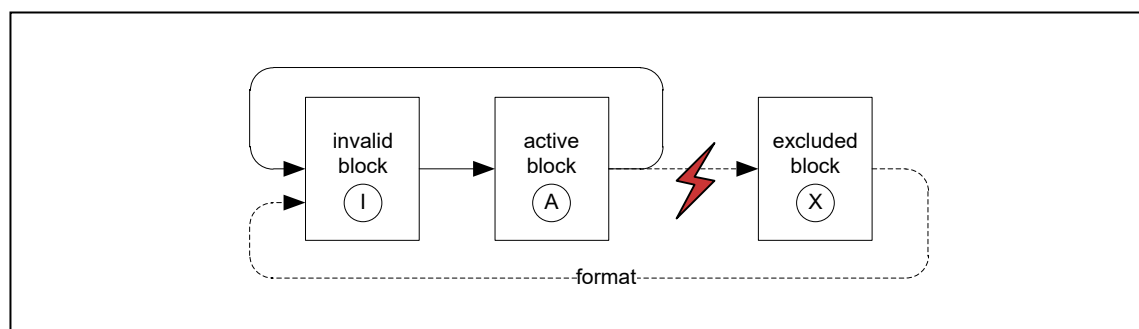 invalid
block
I
active
block
A
excluded
block
X
format